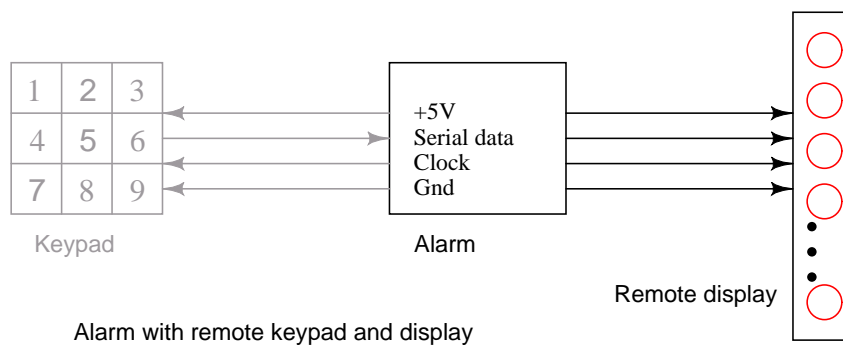 1 2 3
4 5 6
7 8 9
Keypad
+5V
Serial data
Clock
Gnd
Alarm
Remote display
Alarm with remote keypad and display